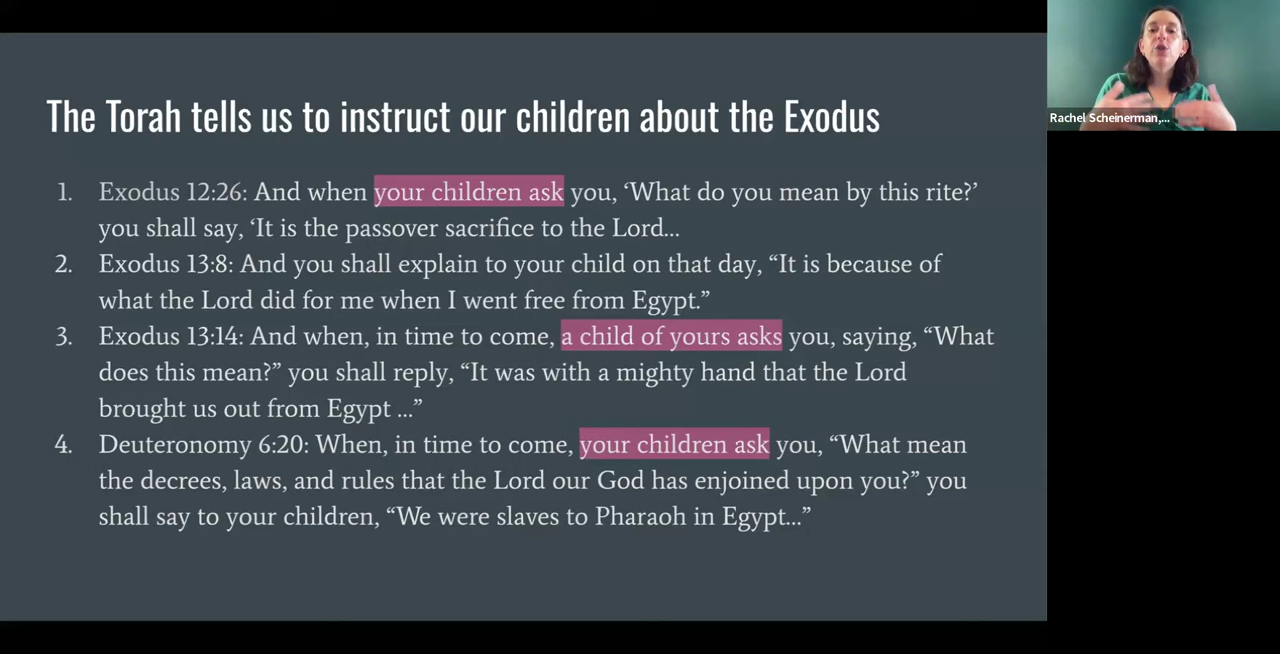 The Torah tells us to instruct our children about the Exodus
1. Exodus 12:26: And when your children ask you, ‘What do you mean by this rite?’
you shall say, ‘It is the passover sacrifice to the Lord...
2. Exodus 13:8: And you shall explain to your child on that day, “It is because of
what the Lord did for me when I went free from Egypt.”
3. Exodus 13:14: And when, in time to come, a child of yours asks you, saying, “What
does this mean?” you shall reply, “It was with a mighty hand that the Lord
brought us out from Egypt ...”
4. Deuteronomy 6:20: When, in time to come, your children ask you, “What mean
the decrees, laws, and rules that the Lord our God has enjoined upon you?” you
shall say to your children, “We were slaves to Pharaoh in Egypt...”
Rachel Scheinerman,...